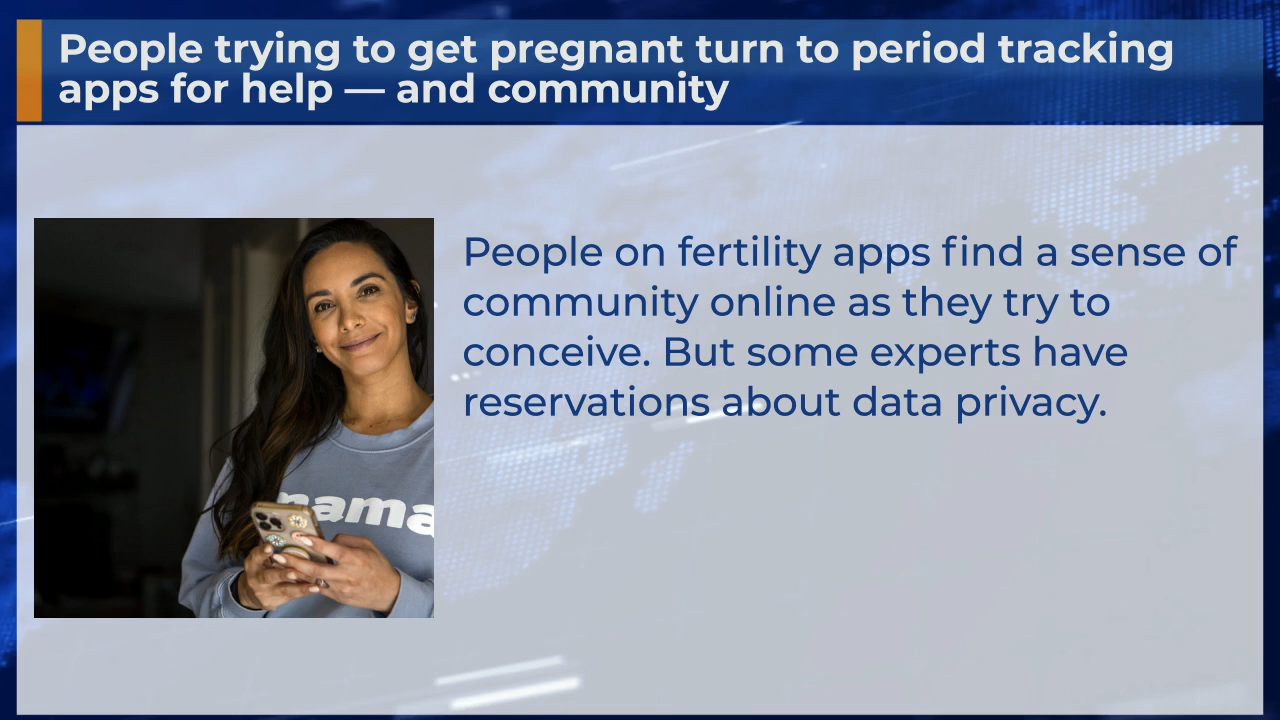 People trying to get pregnant turn to period tracking
apps for help — and community
People on fertility apps find a sense of
community online as they try to
conceive. But some experts have
reservations about data privacy.
mama